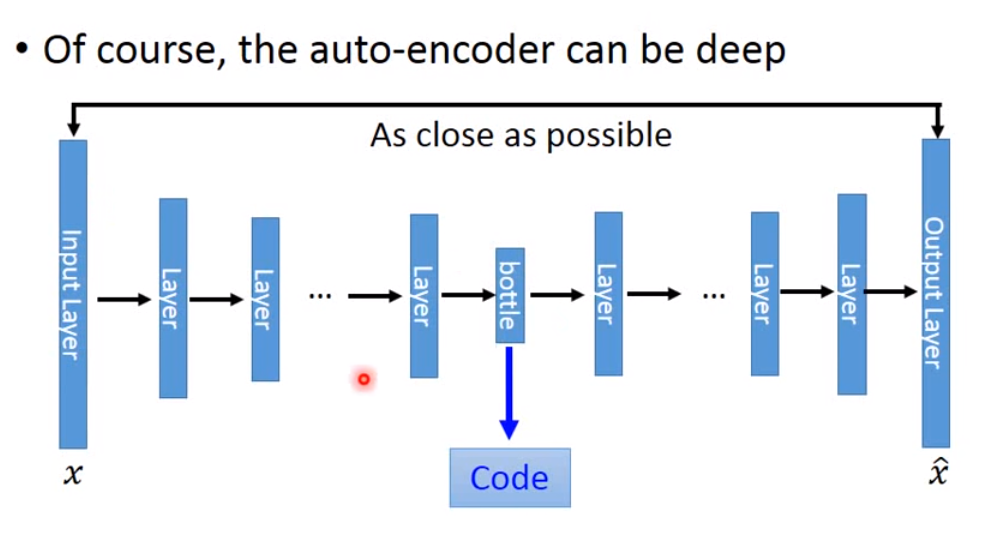 • Of course, the auto-encoder can be deep
As close as possible
Input Layer
Layer
Layer
...
Layer
bottle
Layer
...
Layer
Layer
Output Layer
x
Code
x̂